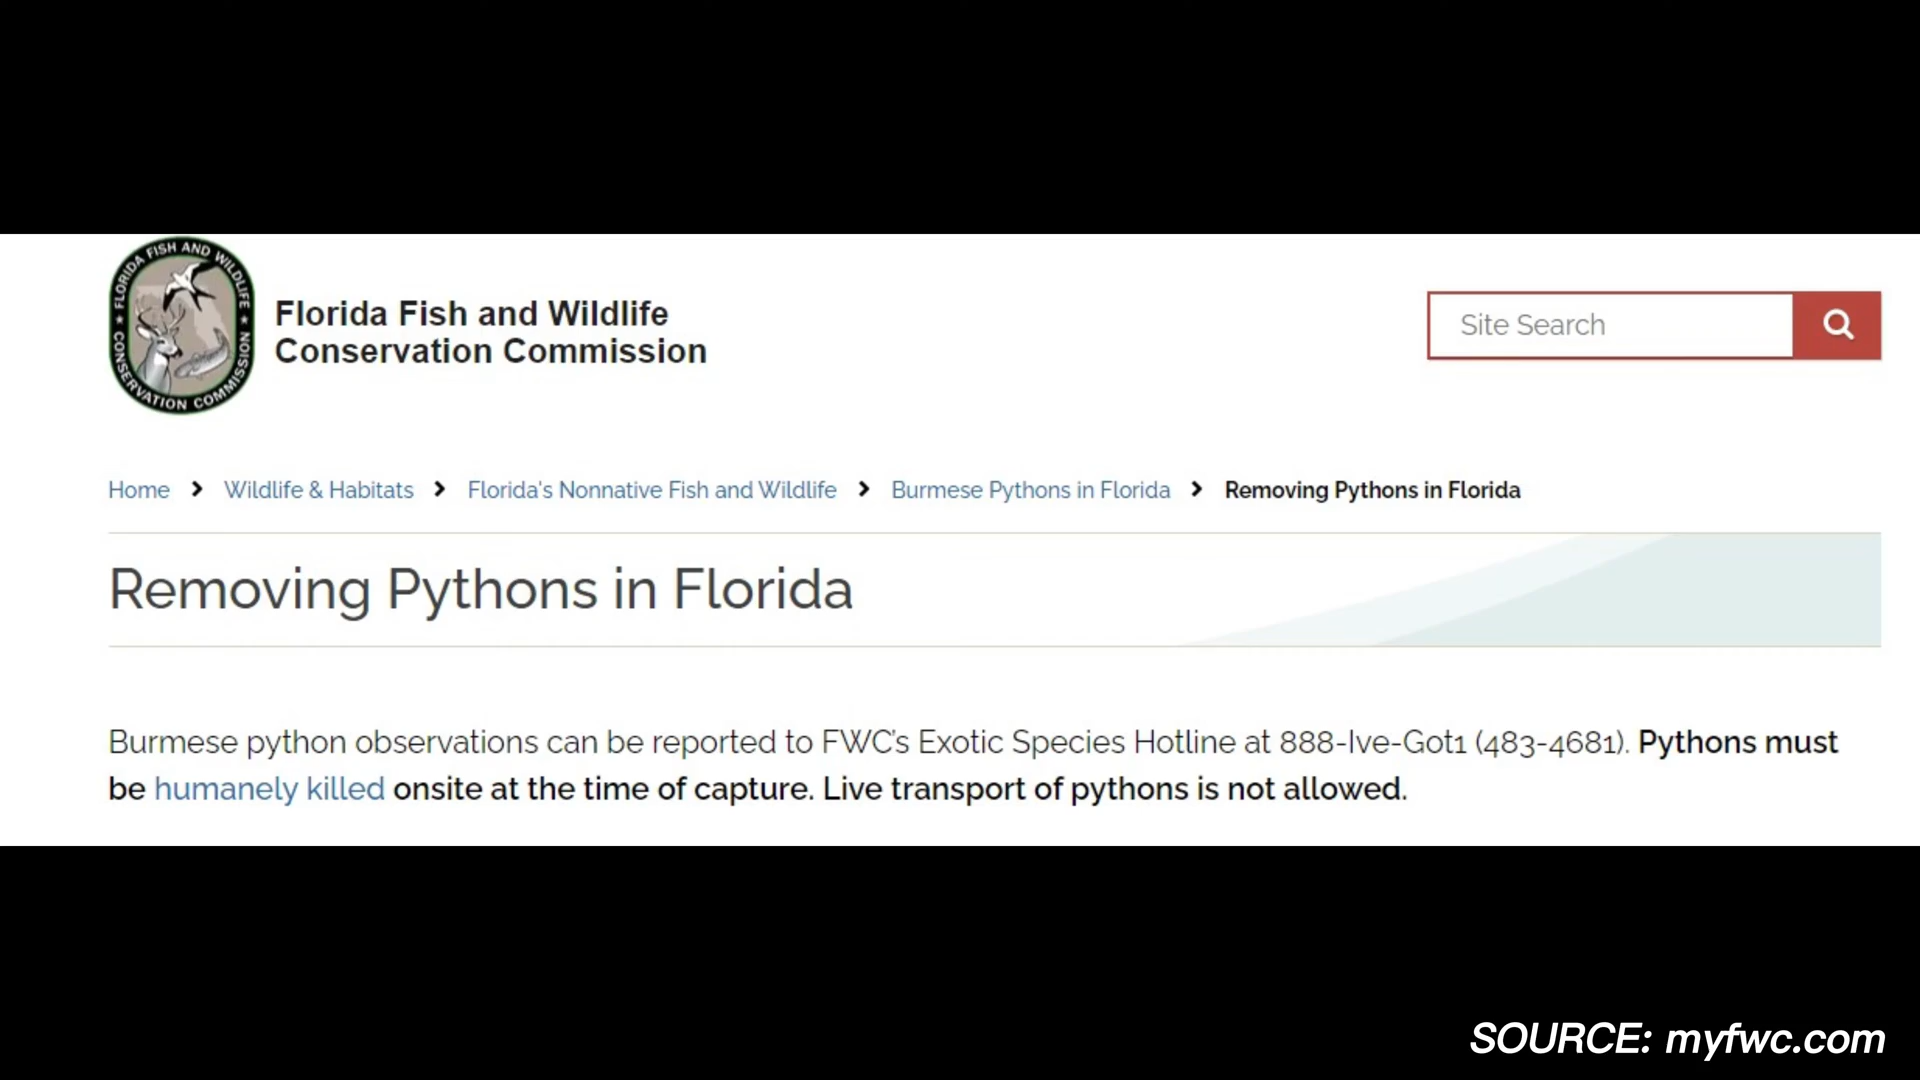 FLORIDA FISH AND WILDLIFE
CONSERVATION COMMISSION
Florida Fish and Wildlife
Conservation Commission
Site Search
Home > Wildlife & Habitats > Florida's Nonnative Fish and Wildlife > Burmese Pythons in Florida > Removing Pythons in Florida
Removing Pythons in Florida
Burmese python observations can be reported to FWC's Exotic Species Hotline at 888-Ive-Got1 (483-4681). Pythons must
be humanely killed onsite at the time of capture. Live transport of pythons is not allowed.
SOURCE: myfwc.com